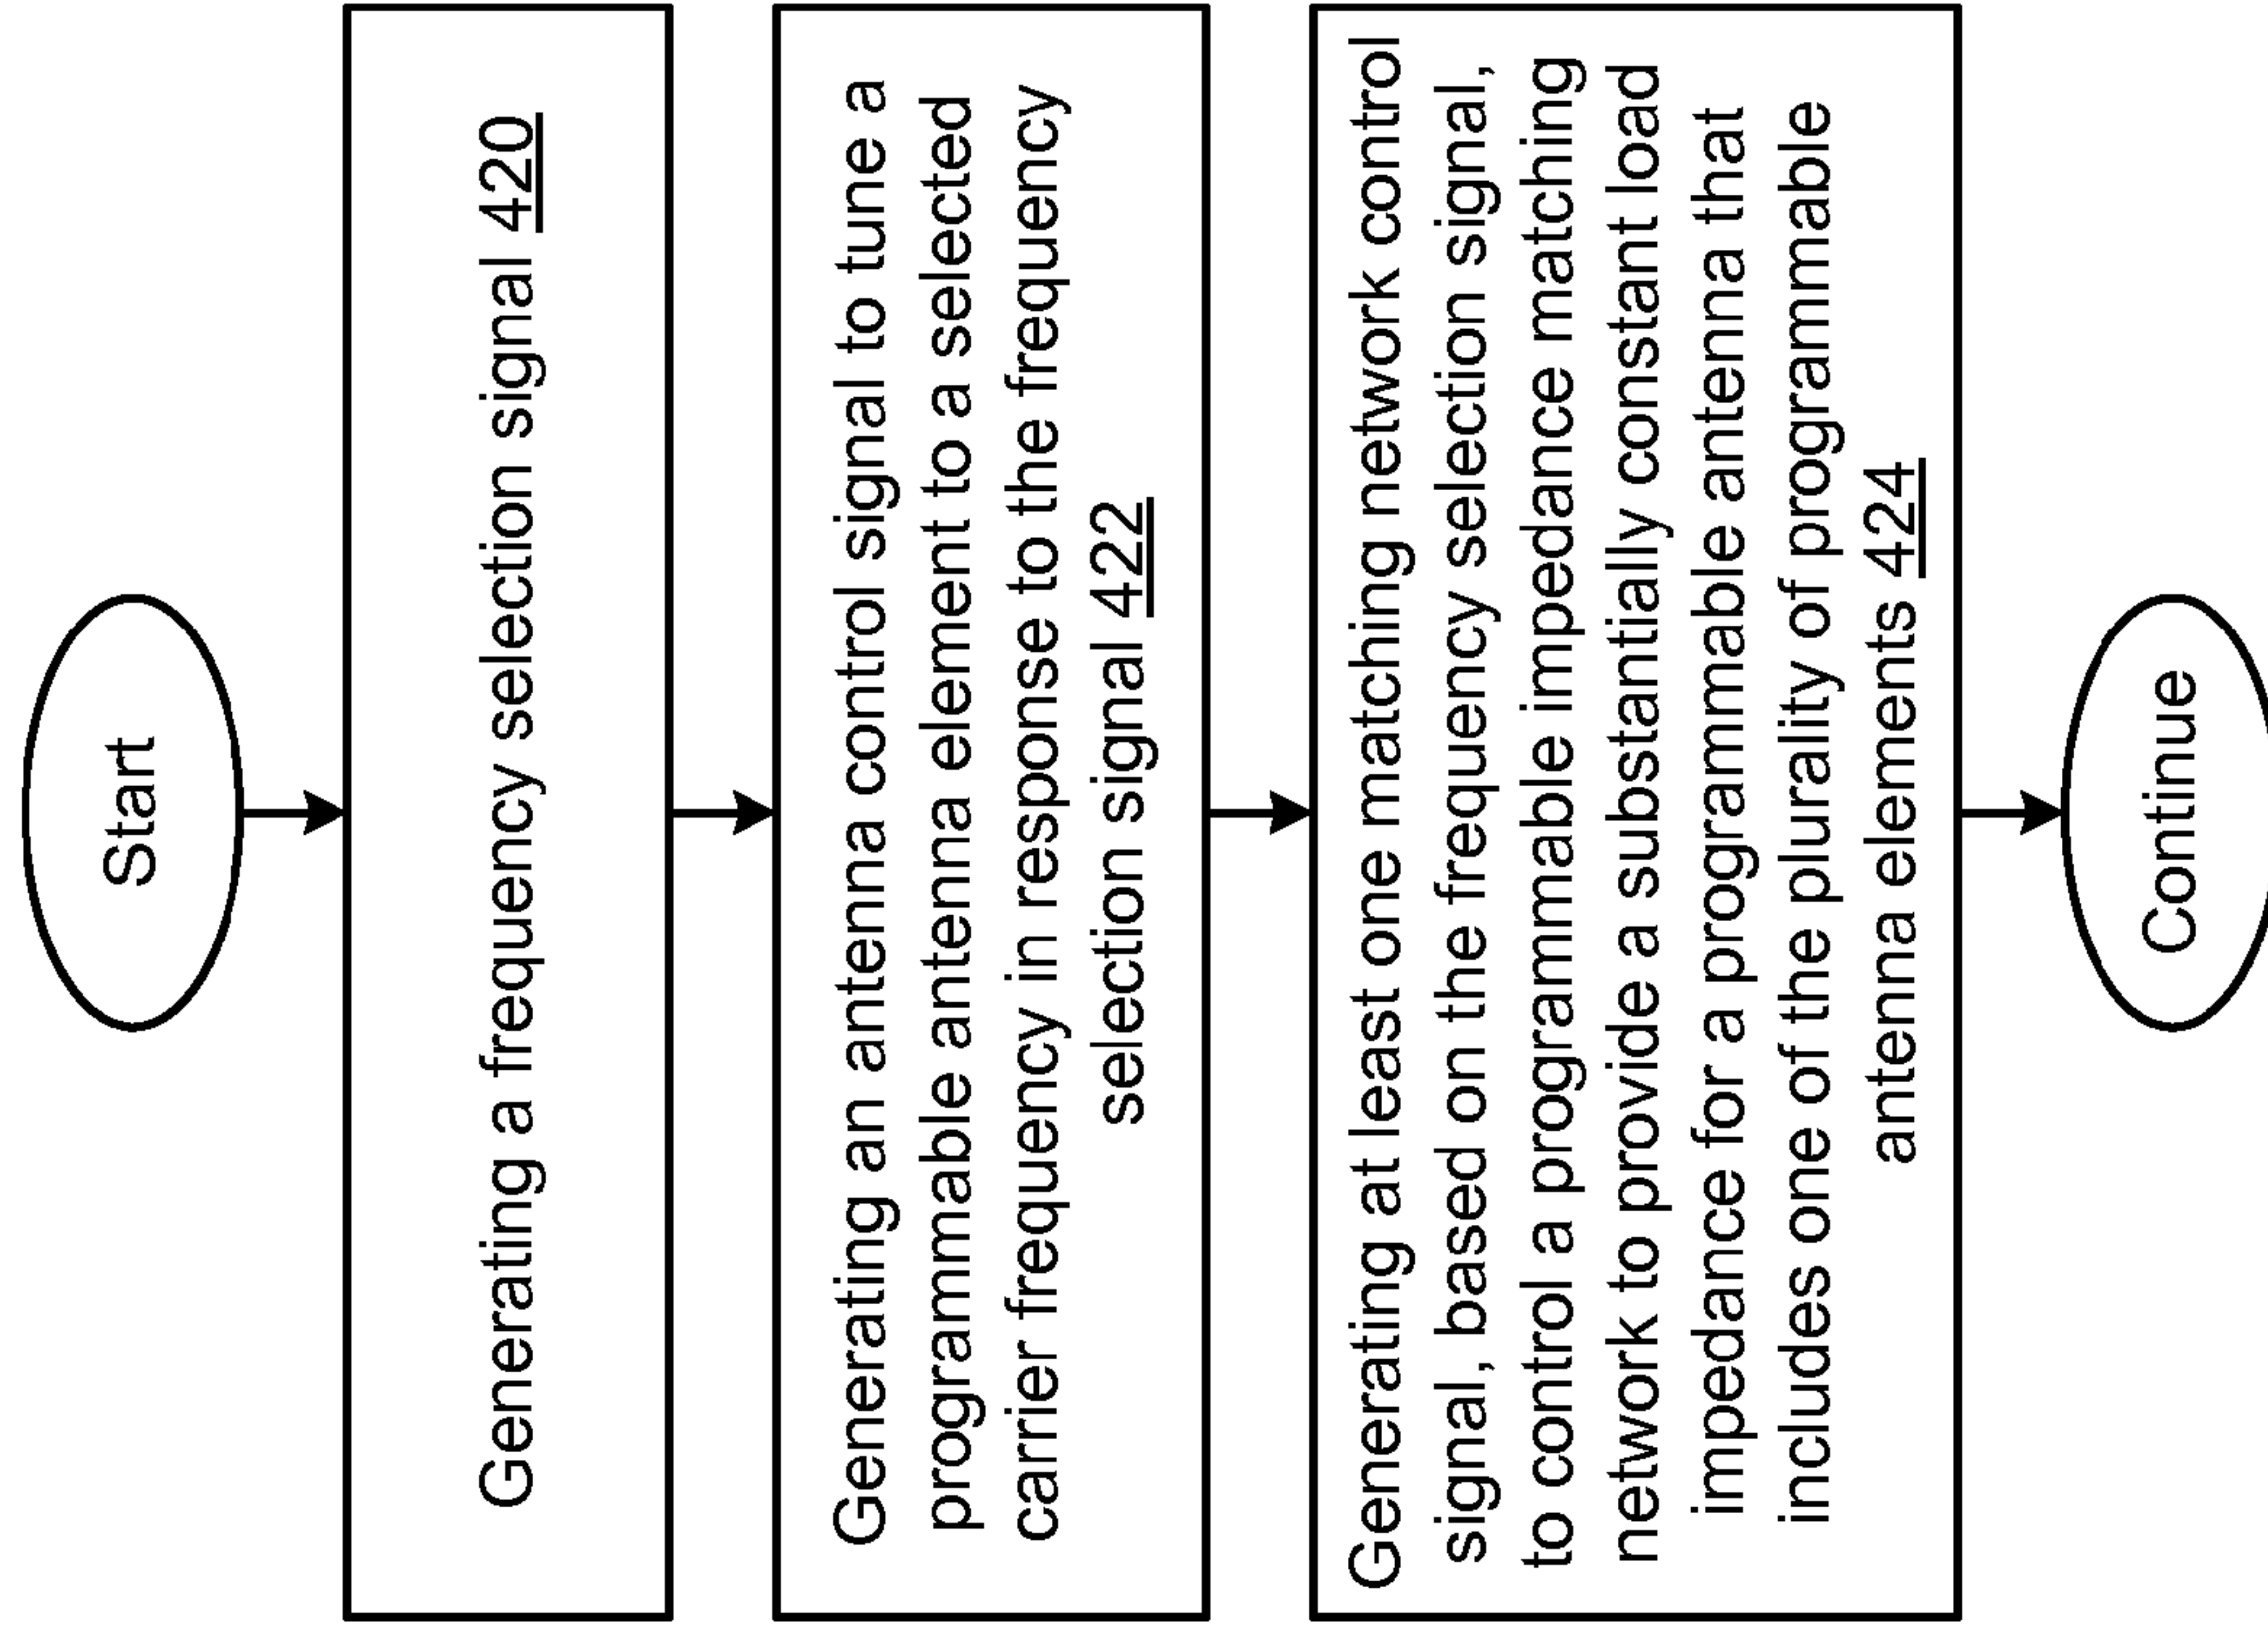 Start
Generating a frequency selection signal 420
Generating an antenna control signal to tune a
programmable antenna element to a selected
carrier frequency in response to the frequency
selection signal 422
Generating at least one matching network control
signal, based on the frequency selection signal,
to control a programmable impedance matching
network to provide a substantially constant load
impedance for a programmable antenna that
includes one of the plurality of programmable
antenna elements 424
Continue